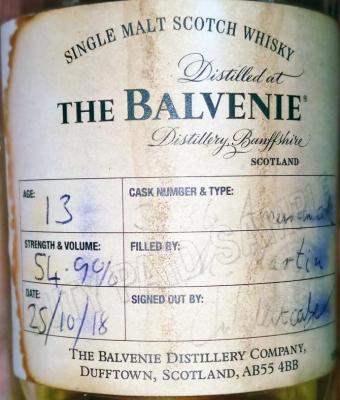 SINGLE MALT SCOTCH WHISKY
Distilled at
THE BALVENIE®
Distillery, Banffshire
SCOTLAND
AGE: 13
CASK NUMBER & TYPE:
STRENGTH & VOLUME: 54.9%
FILLED BY: Martin
DATE: 25/10/18
SIGNED OUT BY:
THE BALVENIE DISTILLERY COMPANY,
DUFFTOWN, SCOTLAND, AB55 4BB